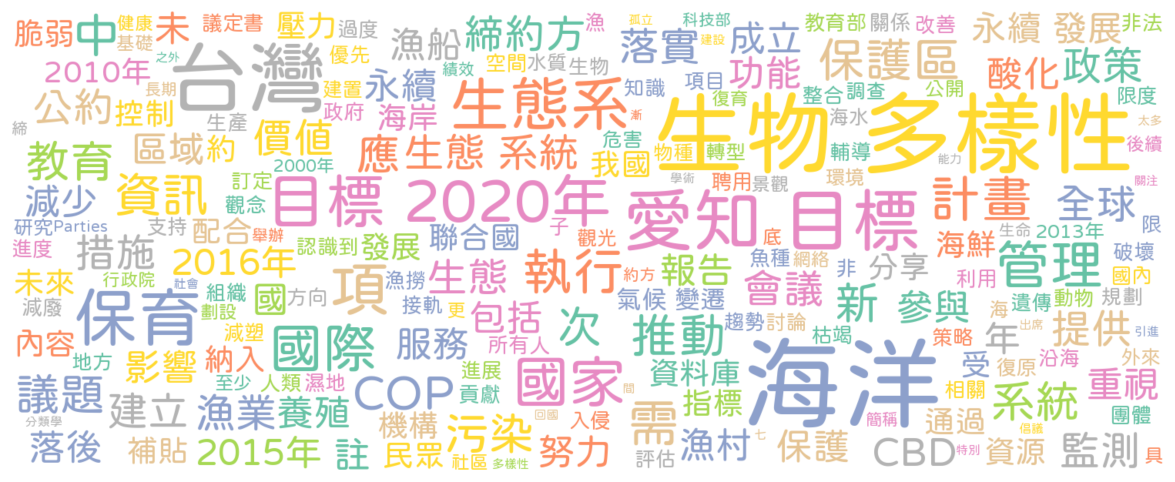 脆弱 中 健康 基礎 未 議定書 壓力 過度 漁船 締約方 漁 孤立 科技部 建設 落實 成立 教育部 關係 改善 永續 發展 非法
2010年 之外 台灣 優先 永續 績效 空間 水質 生物 知識 項目 功能 保護區 酸化 政策
公約 控制 長期 生產 建置 政府 海岸 生態系 漸 復育 整合 調查 公開 限度
締 教育 區域 約 價值 2000年 應 生態 系統 危害 我國 生物 多樣性 物種 轉型 海水 輔導 太多 後續
減少 資訊 訂定 觀念 目標 2020年 學術 聘用 景觀 環境 能力 愛知 目標 計畫 全球 關注
研究 Parties 支持 配合 舉辦 認識到 發展 聯合國 子 觀光 底 生命 2013年 限
進度 措施 2016年 漁撈 生態 執行 約方 報告 魚種 網絡 會議 非 分享 海鮮 管理 破壞
未來 行政院 社會 組織 國 方向 接軌 更 氣候 變遷 新 參與 利用 海 遺傳 動物 國內 規劃
減廢 保育 劃設 減塑 項 包括 次 推動 趨勢 討論 枯竭 策略 年 出席 提供 引進
內容 地方 影響 納入 國際 服務 所有人 國家 資料庫 海洋 受 復原 沿海 外來
議題 建立 至少 人類 濕地 COP 進展 貢獻 間 指標 相關 系統 重視
分類學 漁業 養殖 機構 回國 入侵 需 簡稱 通過 倡議 團體
落後 補貼 2015年 註 民眾 社區 污染 多樣性 努力 評估 漁村 七 保護 CBD 特別 資源 監測 具